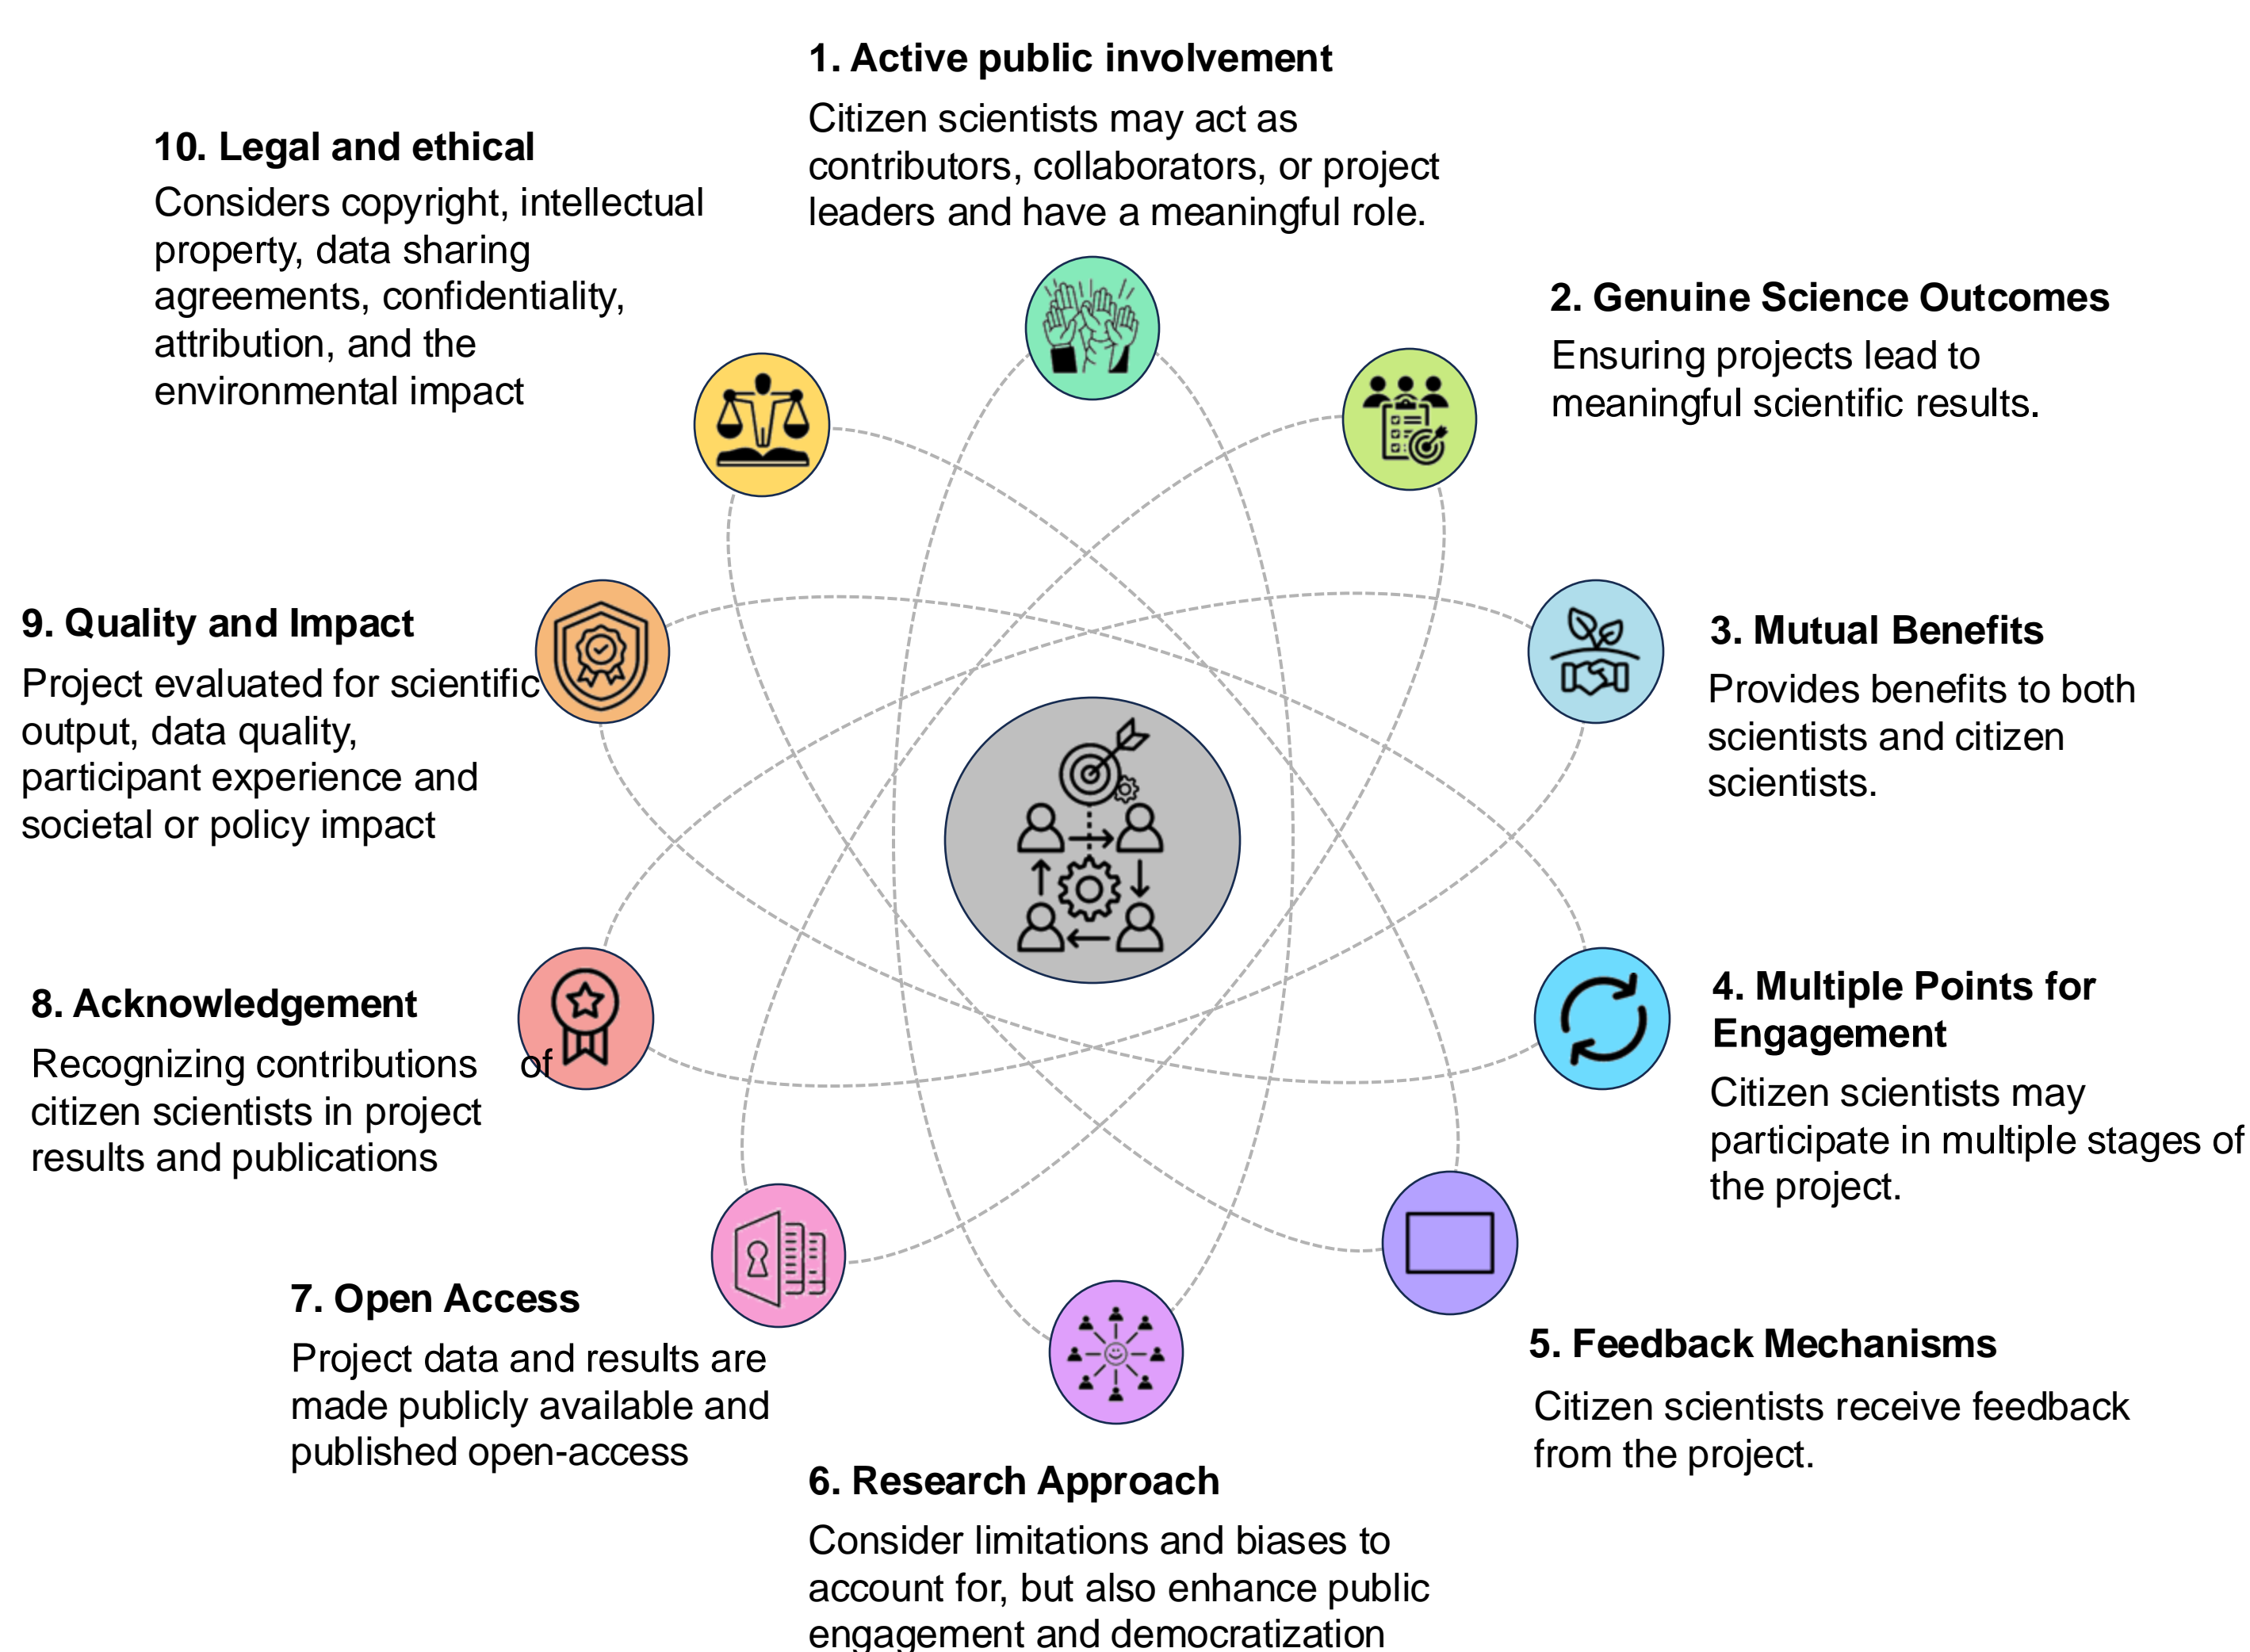 1. Active public involvement
Citizen scientists may act as
contributors, collaborators, or project
leaders and have a meaningful role.
2. Genuine Science Outcomes
Ensuring projects lead to
meaningful scientific results.
3. Mutual Benefits
Provides benefits to both
scientists and citizen
scientists.
4. Multiple Points for
Engagement
Citizen scientists may
participate in multiple stages of
the project.
5. Feedback Mechanisms
Citizen scientists receive feedback
from the project.
6. Research Approach
Consider limitations and biases to
account for, but also enhance public
engagement and democratization
7. Open Access
Project data and results are
made publicly available and
published open-access
8. Acknowledgement
Recognizing contributions of
citizen scientists in project
results and publications
9. Quality and Impact
Project evaluated for scientific
output, data quality,
participant experience and
societal or policy impact
10. Legal and ethical
Considers copyright, intellectual
property, data sharing
agreements, confidentiality,
attribution, and the
environmental impact